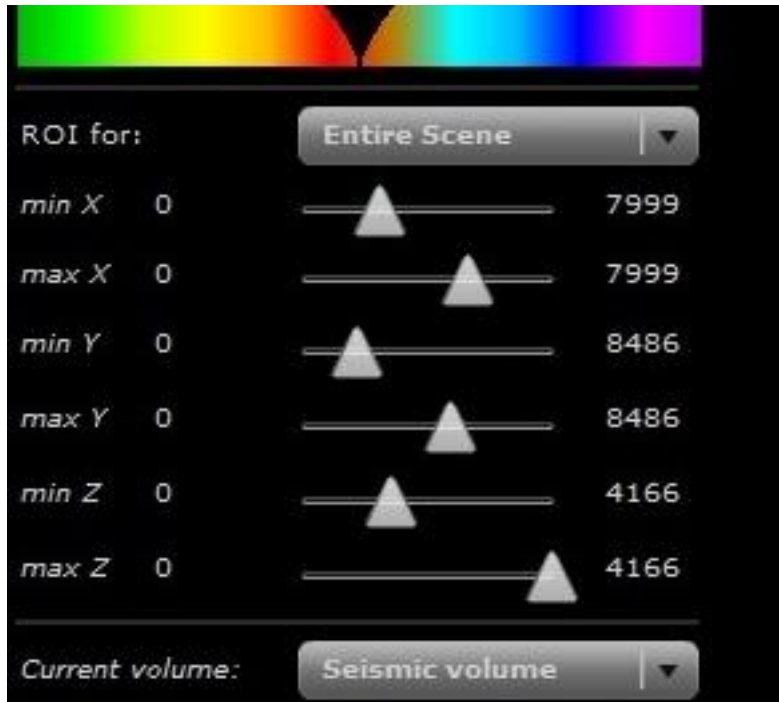 ROI for: Entire Scene
min X 0 7999
max X 0 7999
min Y 0 8486
max Y 0 8486
min Z 0 4166
max Z 0 4166
Current volume: Seismic volume